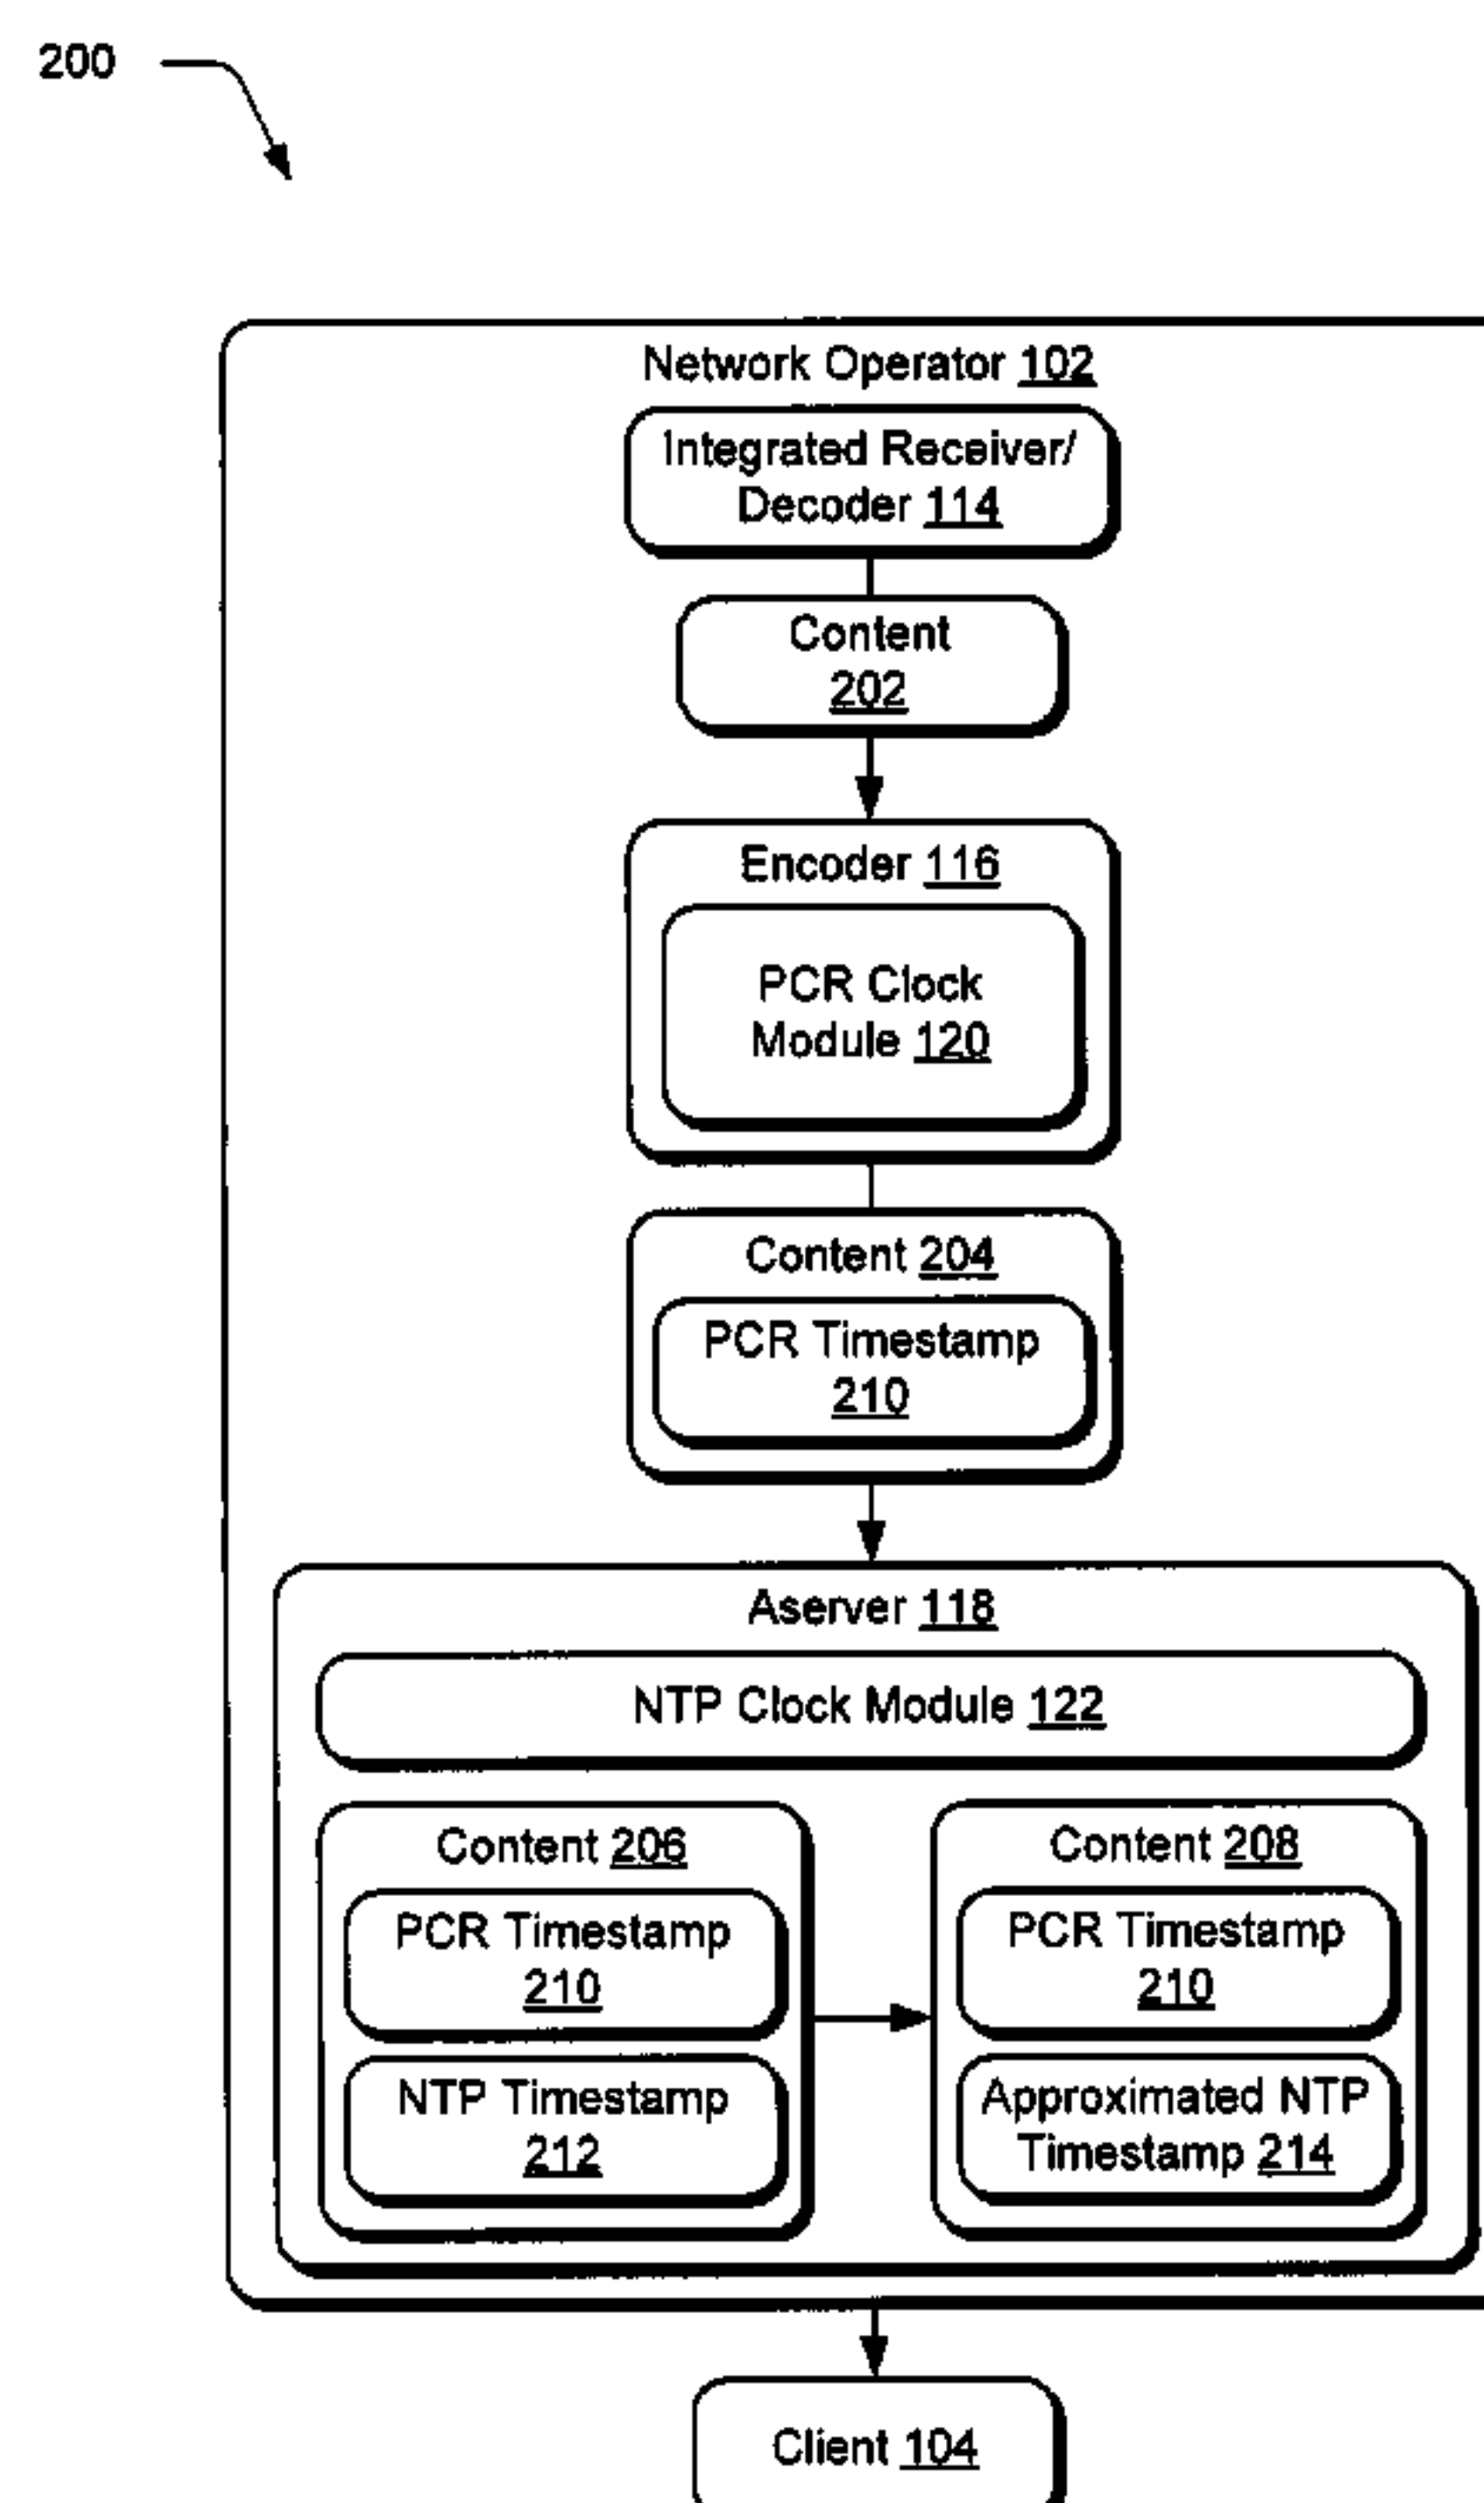 200
Network Operator 102
Integrated Receiver/
Decoder 114
Content
202
Encoder 116
PCR Clock
Module 120
Content 204
PCR Timestamp
210
Aserver 118
NTP Clock Module 122
Content 206
PCR Timestamp
210
NTP Timestamp
212
Content 208
PCR Timestamp
210
Approximated NTP
Timestamp 214
Client 104